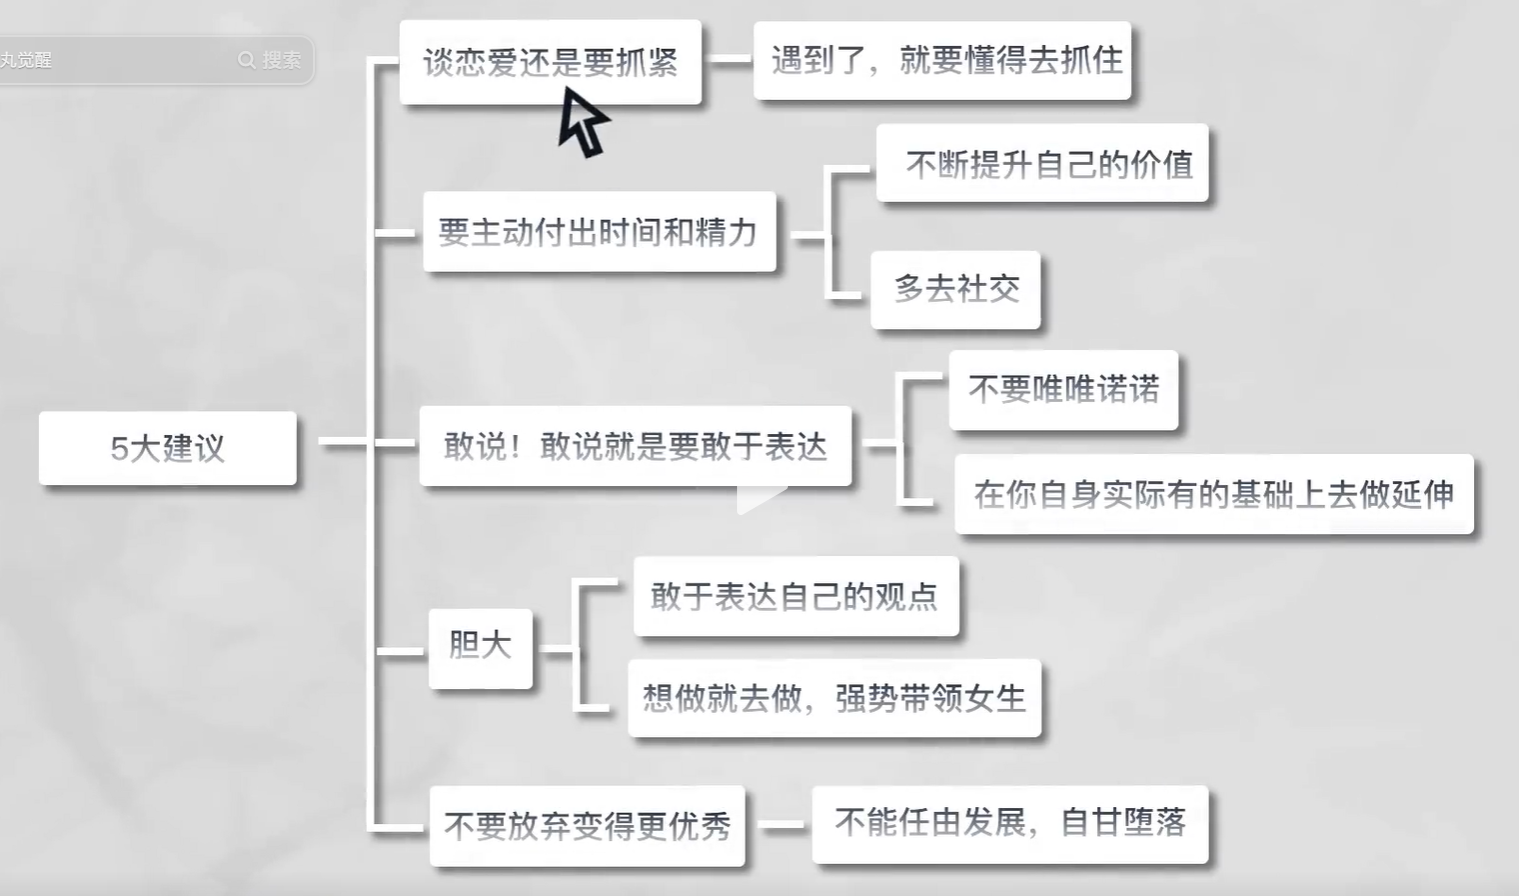 丸觉醒
搜索
5大建议
谈恋爱还是要抓紧
遇到了，就要懂得去抓住
要主动付出时间和精力
不断提升自己的价值
多去社交
敢说！敢说就是要敢于表达
不要唯唯诺诺
在你自身实际有的基础上去做延伸
胆大
敢于表达自己的观点
想做就去做，强势带领女生
不要放弃变得更优秀
不能任由发展，自甘堕落